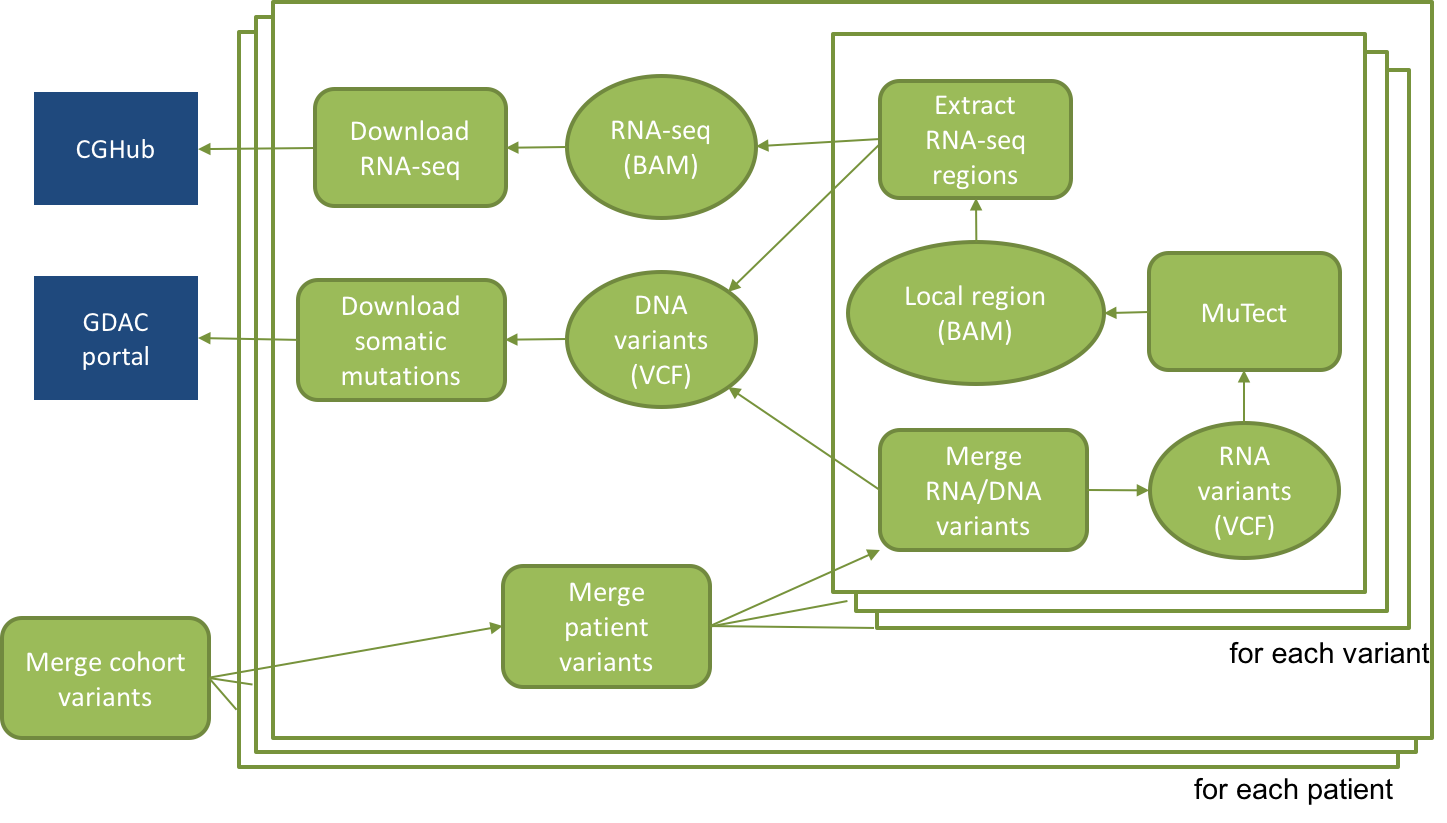 CGHub
Download
RNA-seq
RNA-seq
(BAM)
Extract
RNA-seq
regions
GDAC
portal
Download
somatic
mutations
DNA
variants
(VCF)
Local region
(BAM)
MuTect
Merge
RNA/DNA
variants
RNA
variants
(VCF)
Merge
patient
variants
Merge cohort
variants
for each variant
for each patient